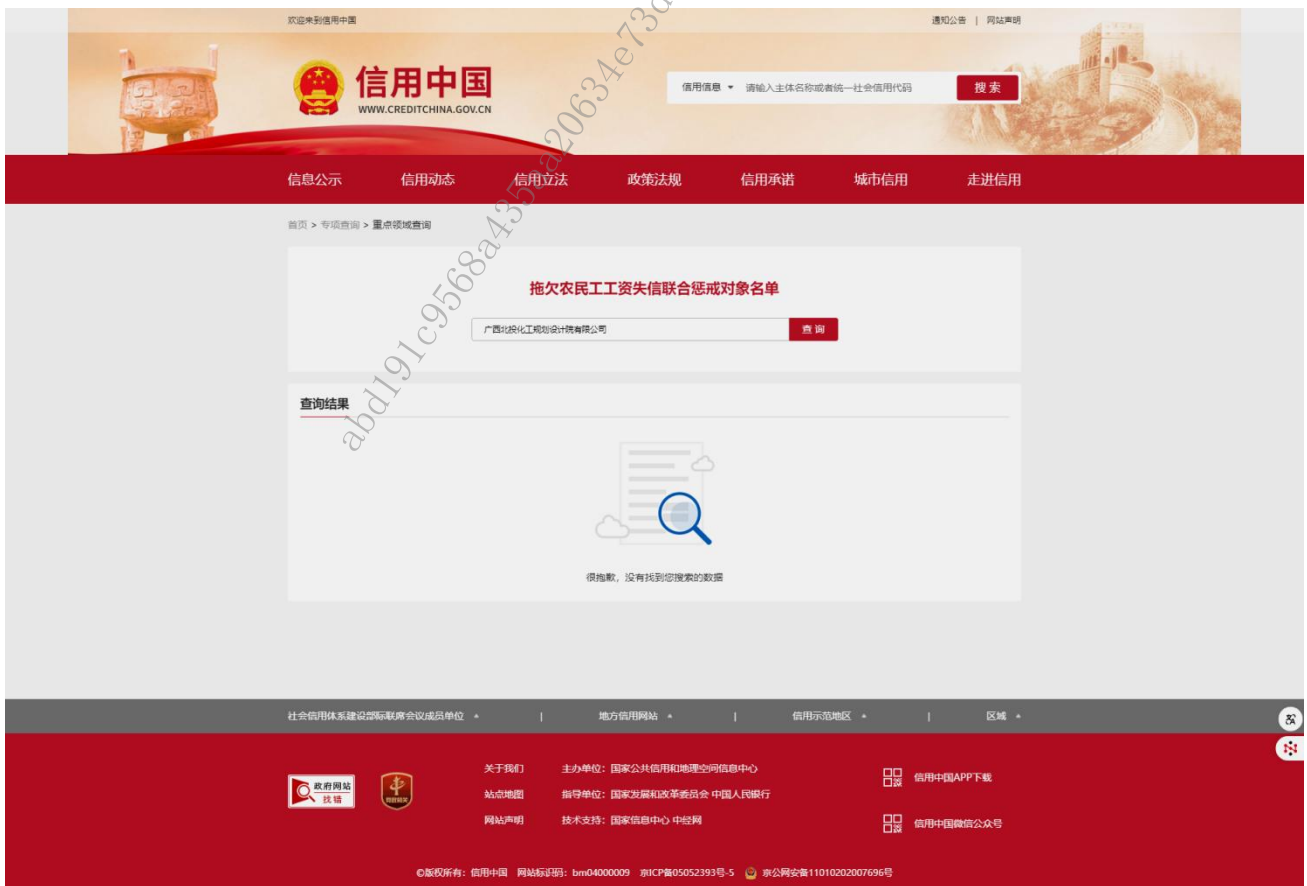 欢迎来到信用中国
通知公告 | 网站声明
信用中国
WWW.CREDITCHINA.GOV.CN
信用信息 请输入主体名称或者统一社会信用代码 搜索
信息公示 信用动态 信用立法 政策法规 信用承诺 城市信用 走进信用
首页 > 专项查询 > 重点领域查询
拖欠农民工工资失信联合惩戒对象名单
广西北投化工规划设计院有限公司 查询
查询结果
很抱歉，没有找到您搜索的数据
社会信用体系建设部际联席会议成员单位 | 地方信用网站 | 信用示范地区 | 区域
政府网站
找错
关于我们 主办单位：国家公共信用和地理空间信息中心
站点地图 指导单位：国家发展和改革委员会 中国人民银行
网站声明 技术支持：国家信息中心 中经网
信用中国APP下载
信用中国微信公众号
©版权所有：信用中国 网站标识码：bm04000009 京ICP备05052393号-5 京公网安备11010202007696号